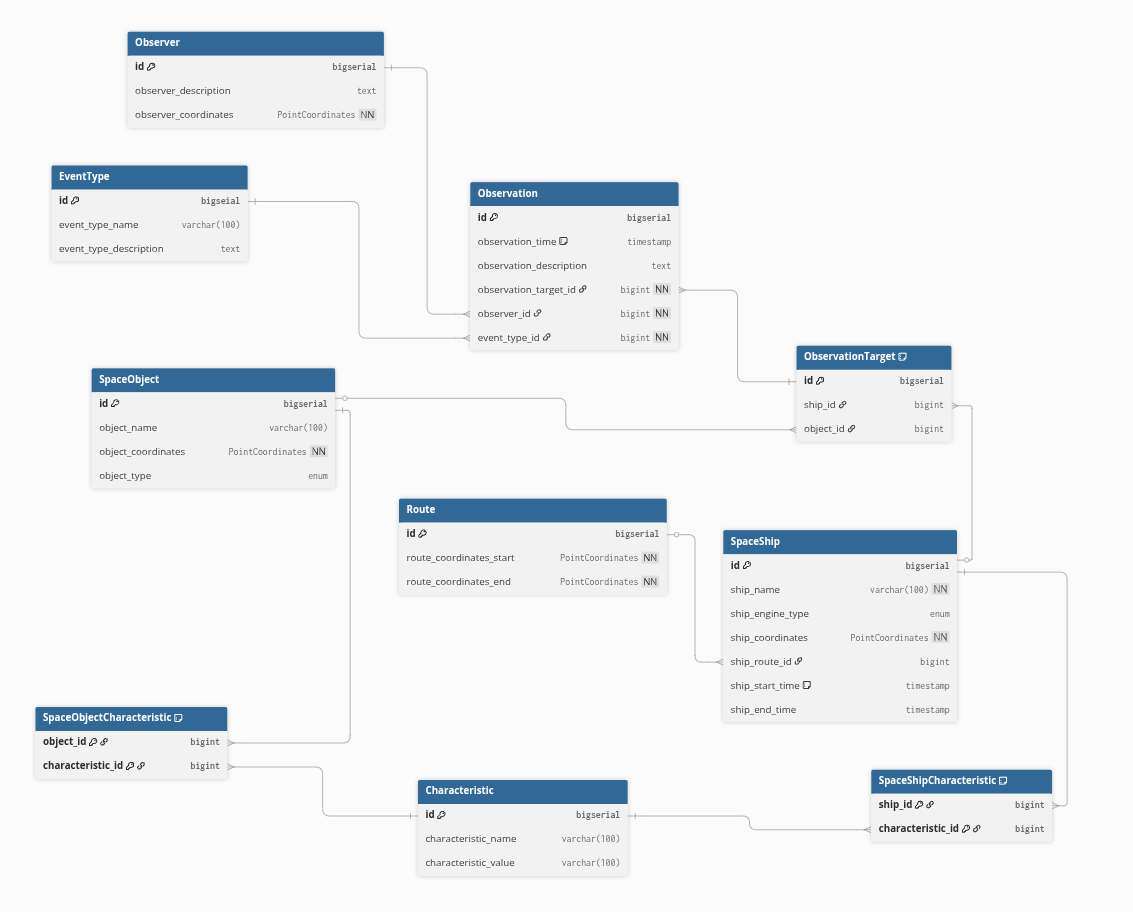 Observer
id bigserial
observer_description text
observer_coordinates PointCoordinates NN
EventType
id bigseial
event_type_name varchar(100)
event_type_description text
Observation
id bigserial
observation_time timestamp
observation_description text
observation_target_id bigint NN
observer_id bigint NN
event_type_id bigint NN
ObservationTarget
id bigserial
ship_id bigint
object_id bigint
SpaceObject
id bigserial
object_name varchar(100)
object_coordinates PointCoordinates NN
object_type enum
Route
id bigserial
route_coordinates_start PointCoordinates NN
route_coordinates_end PointCoordinates NN
SpaceShip
id bigserial
ship_name varchar(100) NN
ship_engine_type enum
ship_coordinates PointCoordinates NN
ship_route_id bigint
ship_start_time timestamp
ship_end_time timestamp
SpaceObjectCharacteristic
object_id bigint
characteristic_id bigint
Characteristic
id bigserial
characteristic_name varchar(100)
characteristic_value varchar(100)
SpaceShipCharacteristic
ship_id bigint
characteristic_id bigint